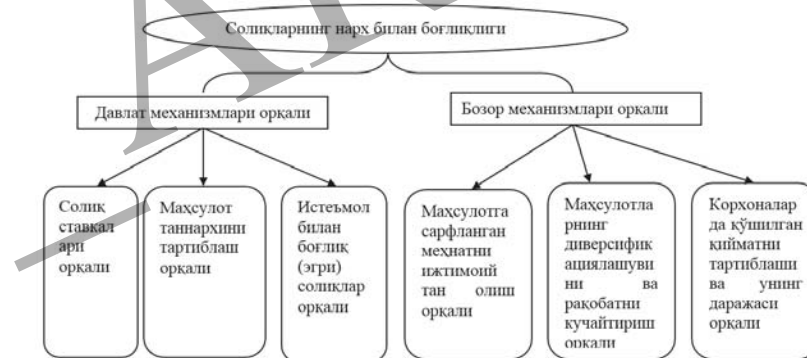 Солиқларнинг нарх билан боғлиқлиги
Давлат механизмлари орқали
Бозор механизмлари орқали
Солиқ
ставкал
ари
орқали
Маҳсулот
таннархини
тартиблаш
орқали
Истеъмол
билан
боғлиқ
(эгри)
солиқлар
орқали
Маҳсулотга
сарфланган
меҳнатни
ижтимоий
тан олиш
орқали
Маҳсулотла
рнинг
диверсифик
ациялашуви
ни ва
рақобатни
кучайтириш
орқали
Корхоналар
да қўшилган
қийматни
тартиблаши
ва унинг
даражаси
орқали